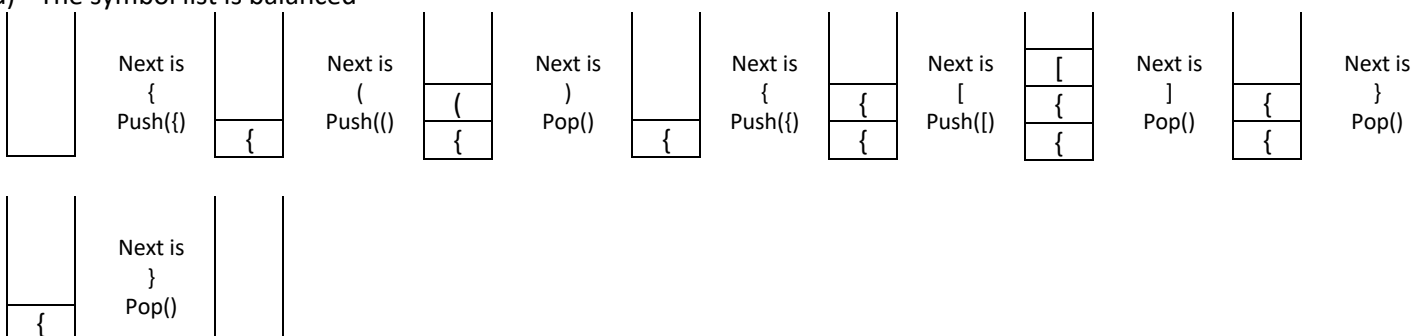 The symbol list is balanced
Next is
{
Push({)
{
Next is
(
Push(()
(
{
Next is
)
Pop()
{
Next is
{
Push({)
{
{
Next is
[
Push([)
[
{
{
Next is
]
Pop()
{
{
Next is
}
Pop()
{
Next is
}
Pop()